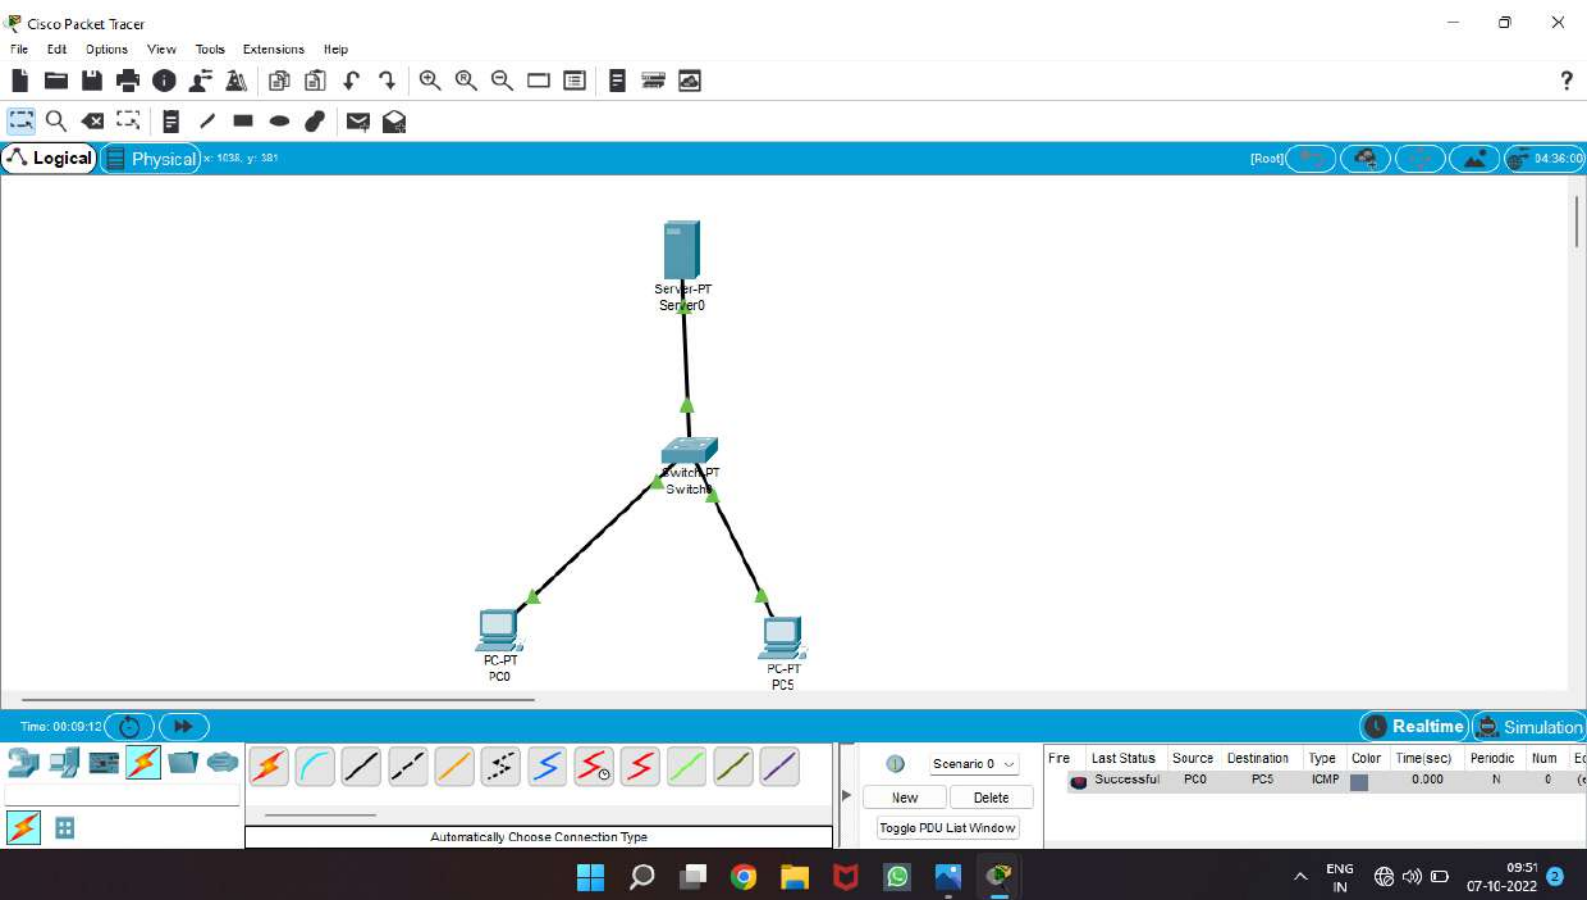 Cisco Packet Tracer
File Edit Options View Tools Extensions Help
?
Logical Physical x: 1038, y: 381 [Root] 04:36:00
Server-PT
Server0
Switch-PT
PC-PT
PC0
PC-PT
PC5
Time: 00:09:12 Realtime Simulation
Scenario 0 Fire Last Status Source Destination Type Color Time(sec) Periodic Num
Successful PC0 PC5 ICMP 0.000 N 0
New Delete
Toggle PDU List Window
Automatically Choose Connection Type
ENG 09:51
IN 07-10-2022 2